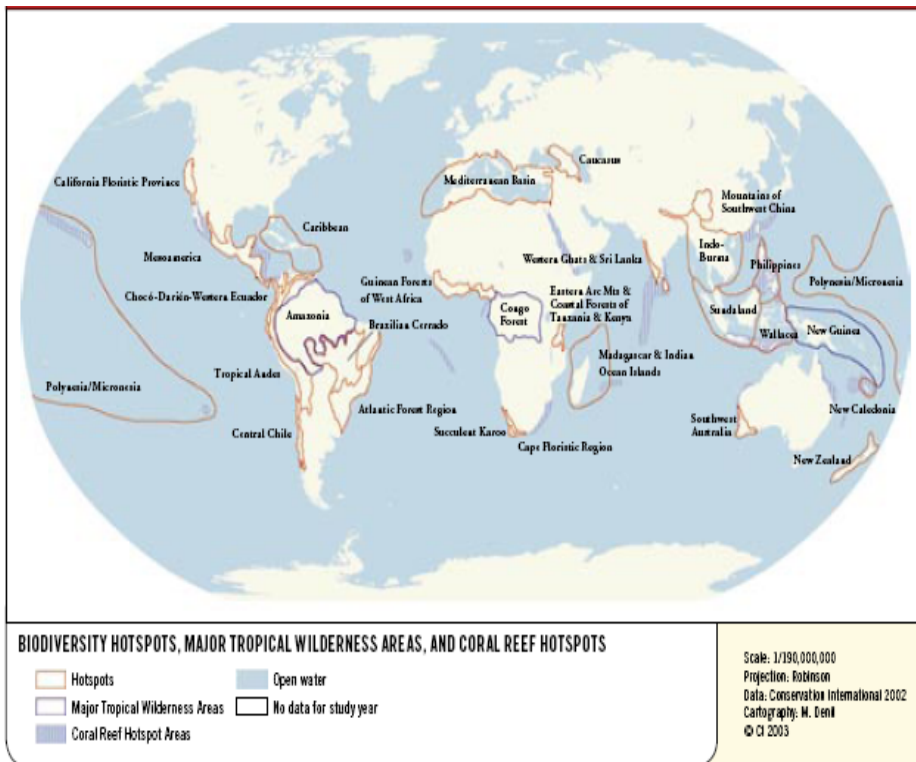 Caucasus
Mediterranean Basin
California Floristic Province
Mountains of
Southwest China
Caribbean
Indo-
Burma
Mesoamerica
Western Ghats & Sri Lanka
Philippines
Guinean Forests
of West Africa
Polynesia/Micronesia
Eastern Arc Mts &
Coastal Forests of
Tanzania & Kenya
Chocó-Darién-Western Ecuador
Congo
Forest
Sundaland
Amazonia
Brazilian Cerrado
Wallacea
New Guinea
Madagascar & Indian
Ocean Islands
Tropical Andes
Polynesia/Micronesia
Atlantic Forest Region
New Caledonia
Southwest
Australia
Central Chile
Succulent Karoo
Cape Floristic Region
New Zealand
BIODIVERSITY HOTSPOTS, MAJOR TROPICAL WILDERNESS AREAS, AND CORAL REEF HOTSPOTS
Hotspots
Open water
Major Tropical Wilderness Areas
No data for study year
Coral Reef Hotspot Areas
Scale: 1/190,000,000
Projection: Robinson
Data: Conservation International 2002
Cartography: M. Denil
© CI 2003